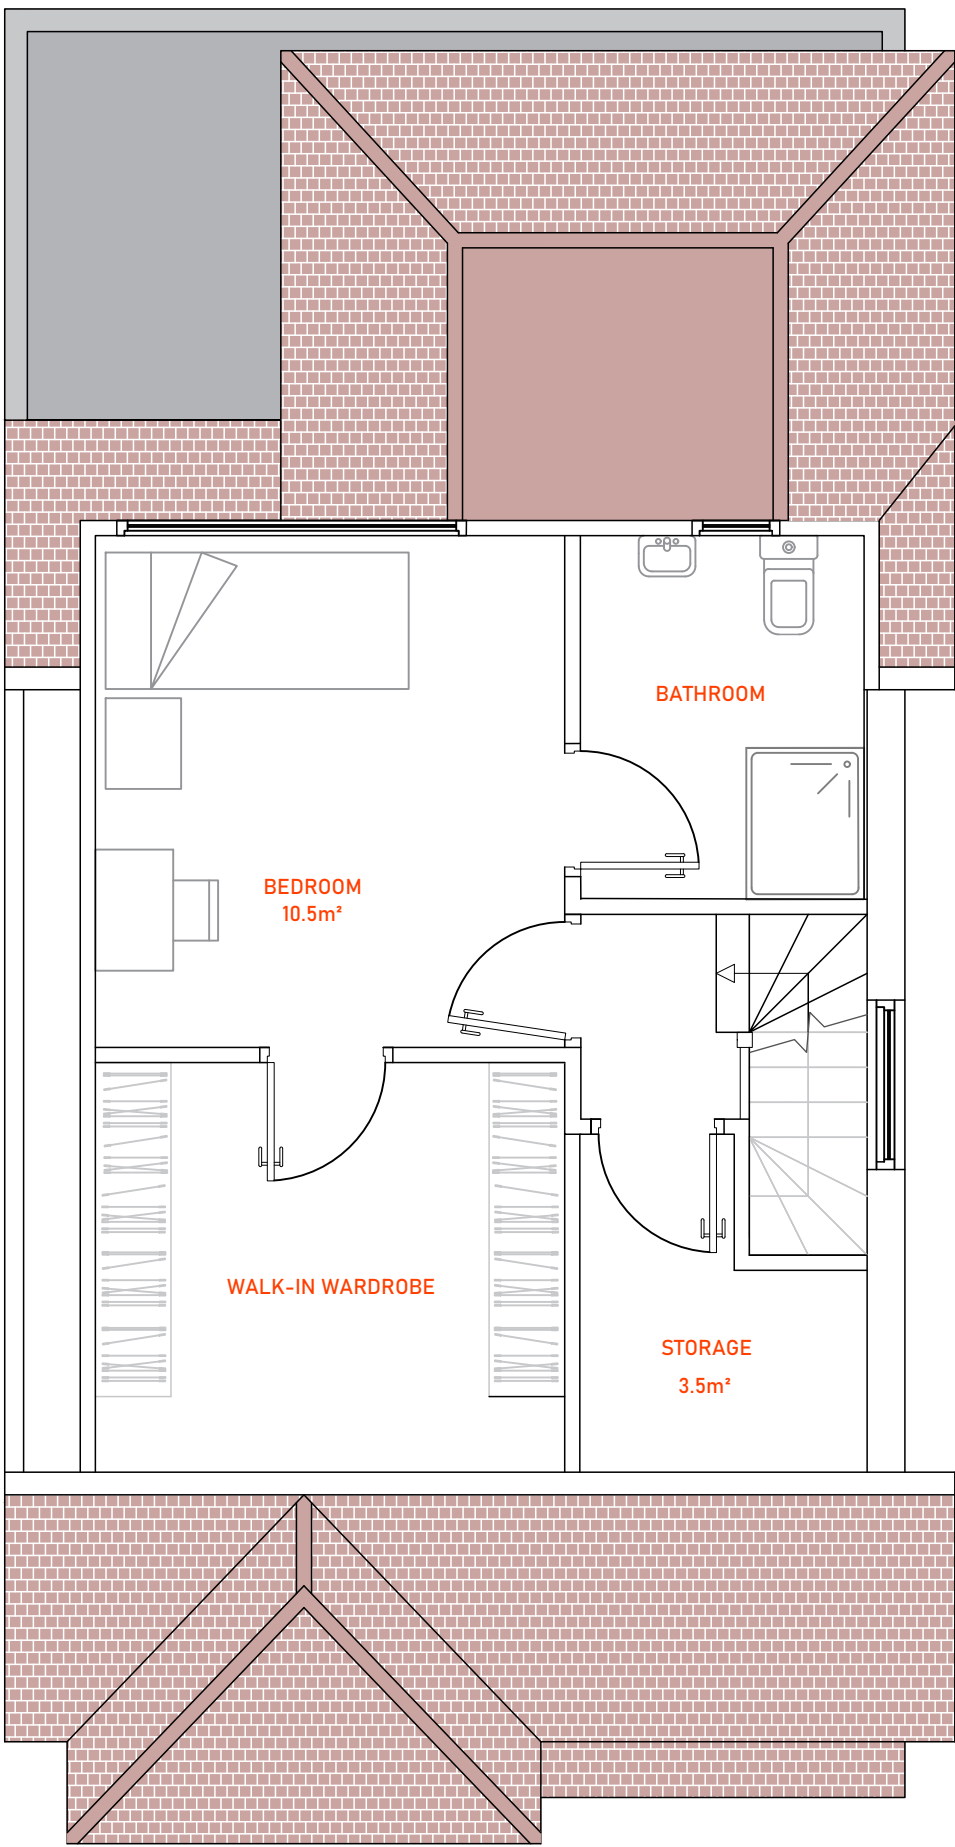 BATHROOM
BEDROOM
10.5m²
WALK-IN WARDROBE
STORAGE
3.5m²